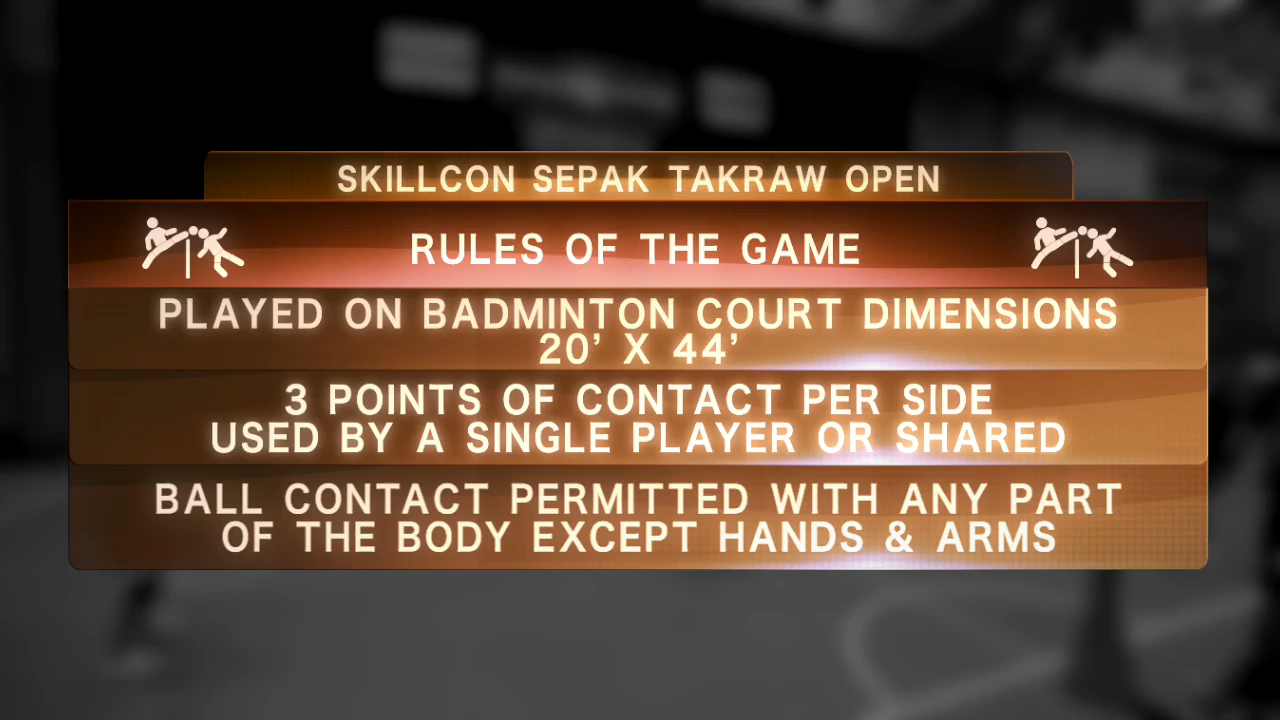 SKILLCON SEPAK TAKRAW OPEN
RULES OF THE GAME
PLAYED ON BADMINTON COURT DIMENSIONS
20' X 44'
3 POINTS OF CONTACT PER SIDE
USED BY A SINGLE PLAYER OR SHARED
BALL CONTACT PERMITTED WITH ANY PART
OF THE BODY EXCEPT HANDS & ARMS